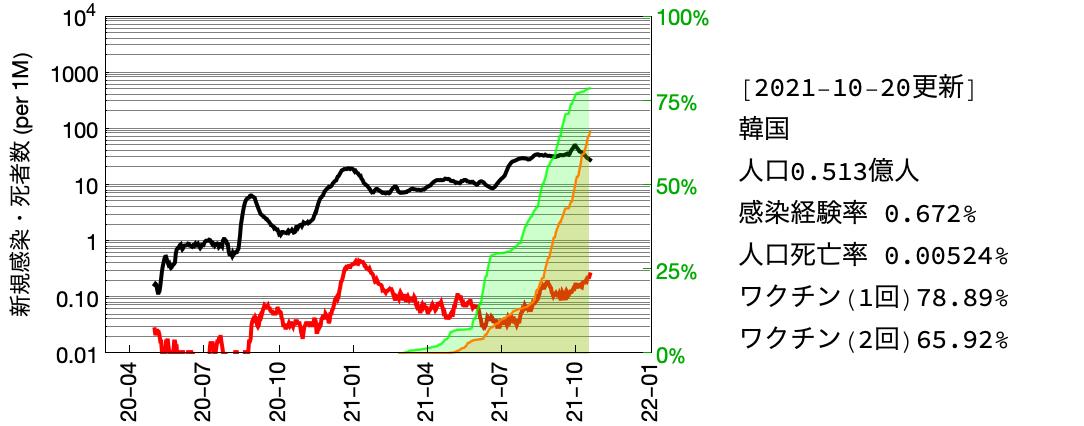 新規感染・死者数 (per 1M)
10^4
1000
100
10
1
0.10
0.01
100%
75%
50%
25%
0%
20-04
20-07
20-10
21-01
21-04
21-07
21-10
22-01
[2021-10-20更新]
韓国
人口0.513億人
感染経験率 0.672%
人口死亡率 0.00524%
ワクチン(1回)78.89%
ワクチン(2回)65.92%